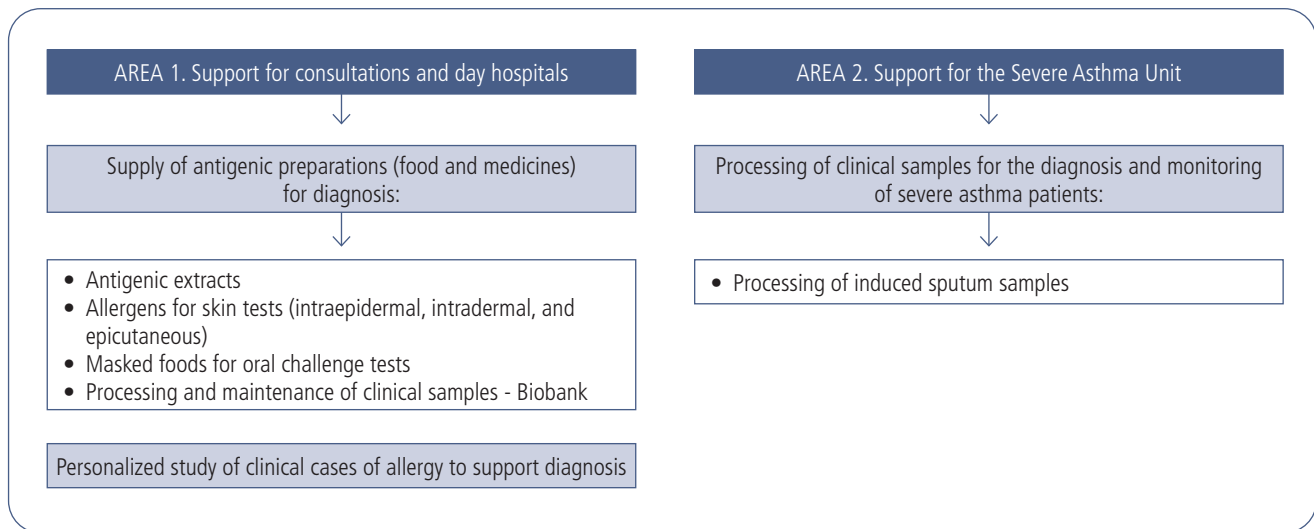 AREA 1. Support for consultations and day hospitals
Supply of antigenic preparations (food and medicines)
for diagnosis:
• Antigenic extracts
• Allergens for skin tests (intraepidermal, intradermal, and
epicutaneous)
• Masked foods for oral challenge tests
• Processing and maintenance of clinical samples - Biobank
Personalized study of clinical cases of allergy to support diagnosis
AREA 2. Support for the Severe Asthma Unit
Processing of clinical samples for the diagnosis and monitoring
of severe asthma patients:
• Processing of induced sputum samples